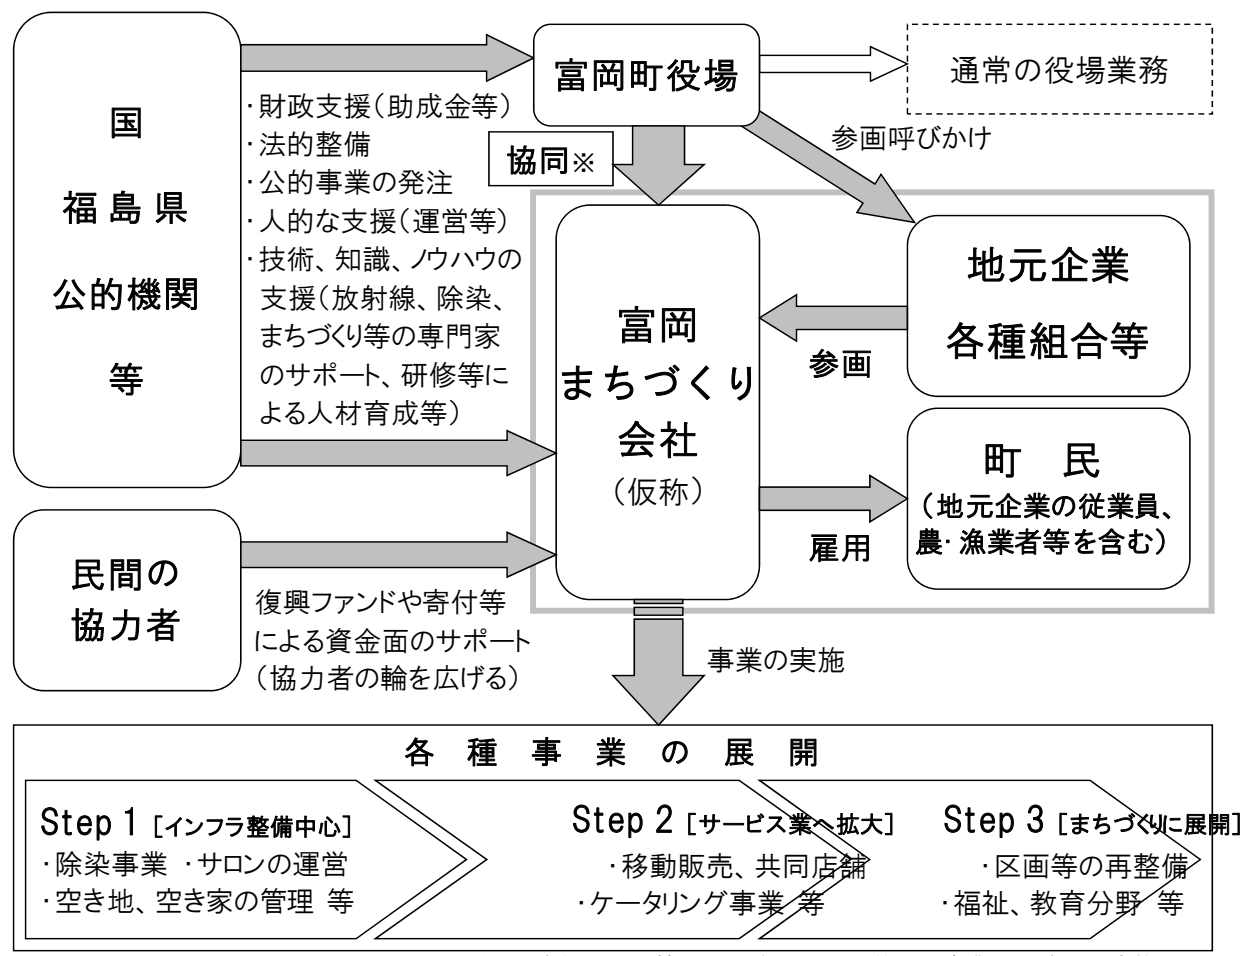 国
福島県
公的機関
等
・財政支援（助成金等）
・法的整備
・公的事業の発注
・人的な支援（運営等）
・技術、知識、ノウハウの
支援（放射線、除染、
まちづくり等の専門家
のサポート、研修等に
よる人材育成等）
富岡町役場
通常の役場業務
協同※
参画呼びかけ
富岡
まちづくり
会社
（仮称）
地元企業
各種組合等
参画
町　民
（地元企業の従業員、
農・漁業者等を含む）
雇用
民間の
協力者
復興ファンドや寄付等
による資金面のサポート
（協力者の輪を広げる）
事業の実施
各種事業の展開
Step 1 [インフラ整備中心]
・除染事業 ・サロンの運営
・空き地、空き家の管理 等
Step 2 [サービス業へ拡大]
・移動販売、共同店舗
・ケータリング事業 等
Step 3 [まちづくりに展開]
・区画等の再整備
・福祉、教育分野 等